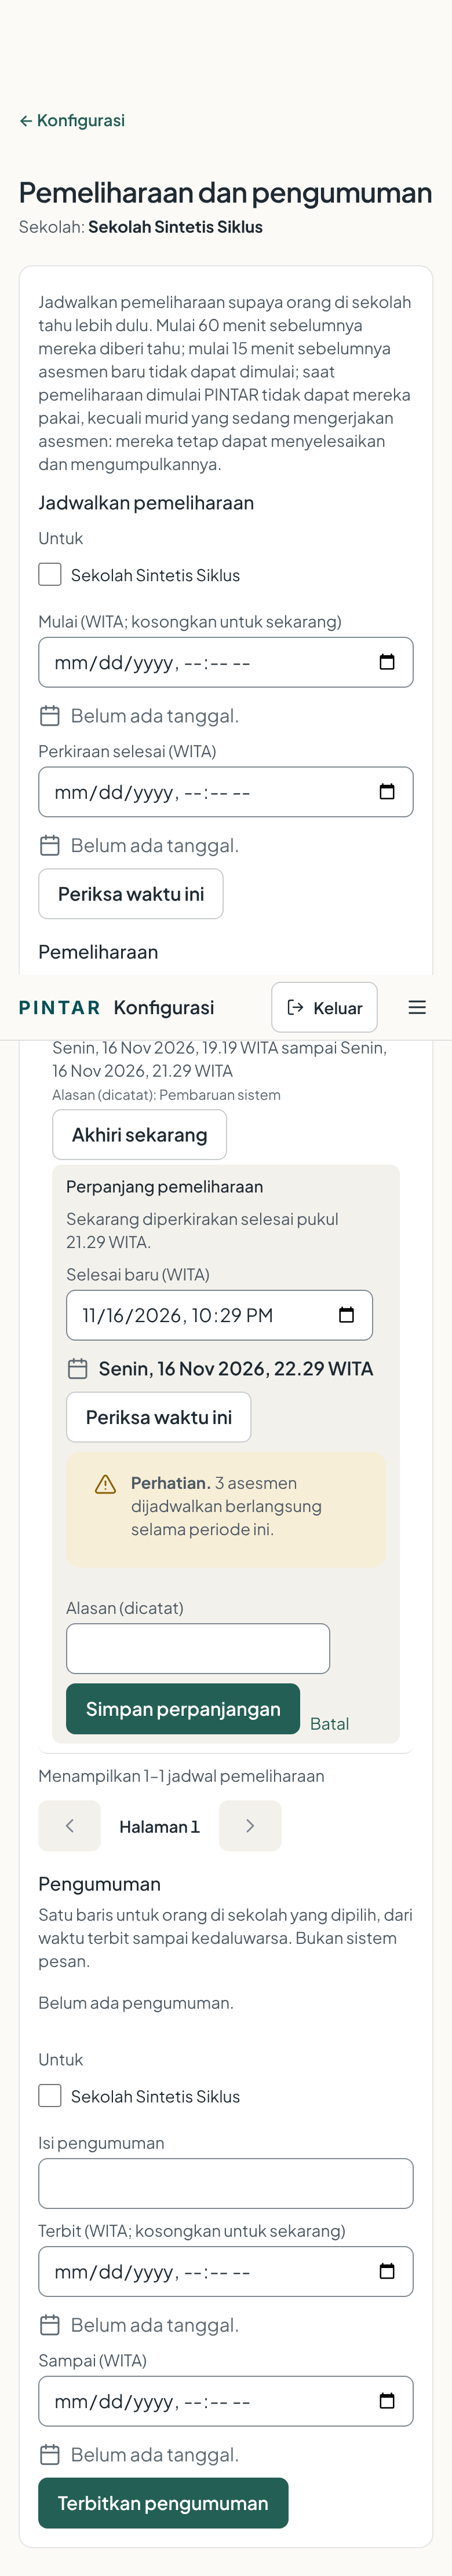 ← Konfigurasi
Pemeliharaan dan pengumuman
Sekolah: Sekolah Sintetis Siklus
Jadwalkan pemeliharaan supaya orang di sekolah
tahu lebih dulu. Mulai 60 menit sebelumnya
mereka diberi tahu; mulai 15 menit sebelumnya
asesmen baru tidak dapat dimulai; saat
pemeliharaan dimulai PINTAR tidak dapat mereka
pakai, kecuali murid yang sedang mengerjakan
asesmen: mereka tetap dapat menyelesaikan
dan mengumpulkannya.
Jadwalkan pemeliharaan
Untuk
Sekolah Sintetis Siklus
Mulai (WITA; kosongkan untuk sekarang)
mm/dd/yyyy, --:-- --
Belum ada tanggal.
Perkiraan selesai (WITA)
mm/dd/yyyy, --:-- --
Belum ada tanggal.
Periksa waktu ini
Pemeliharaan
PINTAR Konfigurasi Keluar
Senin, 16 Nov 2026, 19.19 WITA sampai Senin,
16 Nov 2026, 21.29 WITA
Alasan (dicatat): Pembaruan sistem
Akhiri sekarang
Perpanjang pemeliharaan
Sekarang diperkirakan selesai pukul
21.29 WITA.
Selesai baru (WITA)
11/16/2026, 10:29 PM
Senin, 16 Nov 2026, 22.29 WITA
Periksa waktu ini
Perhatian. 3 asesmen
dijadwalkan berlangsung
selama periode ini.
Alasan (dicatat)
Simpan perpanjangan
Batal
Menampilkan 1–1 jadwal pemeliharaan
Halaman 1
Pengumuman
Satu baris untuk orang di sekolah yang dipilih, dari
waktu terbit sampai kedaluwarsa. Bukan sistem
pesan.
Belum ada pengumuman.
Untuk
Sekolah Sintetis Siklus
Isi pengumuman
Terbit (WITA; kosongkan untuk sekarang)
mm/dd/yyyy, --:-- --
Belum ada tanggal.
Sampai (WITA)
mm/dd/yyyy, --:-- --
Belum ada tanggal.
Terbitkan pengumuman